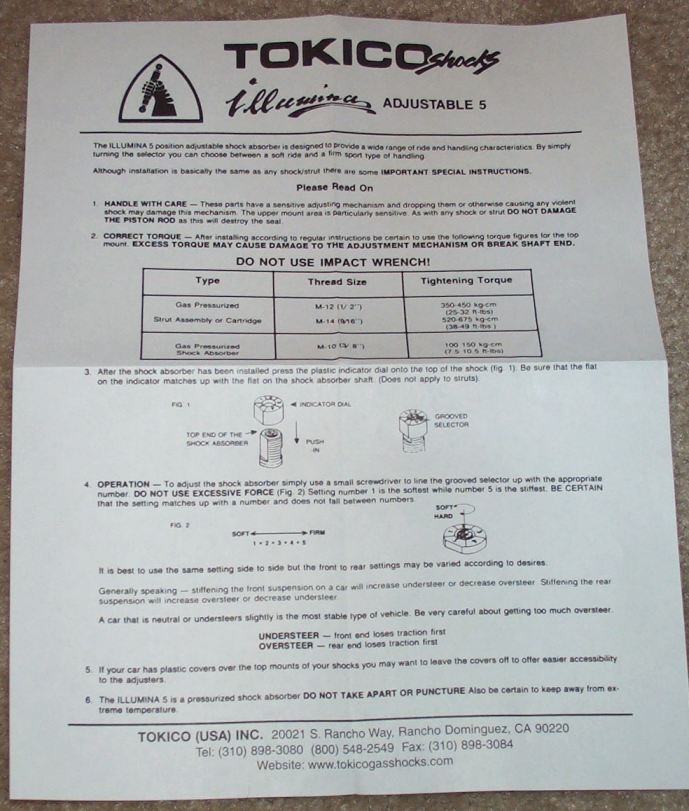 TOKICO shocks
illumina ADJUSTABLE 5
The ILLUMINA 5 position adjustable shock absorber is designed to provide a wide range of ride and handling characteristics. By simply
turning the selector you can choose between a soft ride and a firm sport type of handling.
Although installation is basically the same as any shock/strut there are some IMPORTANT SPECIAL INSTRUCTIONS.
Please Read On
1. HANDLE WITH CARE — These parts have a sensitive adjusting mechanism and dropping them or otherwise causing any violent
shock may damage this mechanism. The upper mount area is particularly sensitive. As with any shock or strut DO NOT DAMAGE
THE PISTON ROD as this will destroy the seal.
2. CORRECT TORQUE — After installing according to regular instructions be certain to use the following torque figures for the top
mount. EXCESS TORQUE MAY CAUSE DAMAGE TO THE ADJUSTMENT MECHANISM OR BREAK SHAFT END.
DO NOT USE IMPACT WRENCH!
Type Thread Size Tightening Torque
Gas Pressurized M-12 (1/ 2") 350-450 kg-cm
(25-32 ft-lbs)
Strut Assembly or Cartridge M-14 (9/16") 520-675 kg-cm
(38-49 ft-lbs )
Gas Pressurized M-10 (3/ 8") 100 150 kg-cm
Shock Absorber (7.5 10.5 ft-lbs)
3. After the shock absorber has been installed press the plastic indicator dial onto the top of the shock (fig. 1). Be sure that the flat
on the indicator matches up with the flat on the shock absorber shaft. (Does not apply to struts).
FIG. 1 INDICATOR DIAL
GROOVED
SELECTOR
TOP END OF THE
SHOCK ABSORBER
PUSH
-IN
4. OPERATION — To adjust the shock absorber simply use a small screwdriver to line the grooved selector up with the appropriate
number. DO NOT USE EXCESSIVE FORCE (Fig. 2) Setting number 1 is the softest while number 5 is the stiffest. BE CERTAIN
that the setting matches up with a number and does not fall between numbers.
SOFT
HARD
FIG. 2
SOFT FIRM
1 • 2 • 3 • 4 • 5
It is best to use the same setting side to side but the front to rear settings may be varied according to desires.
Generally speaking — stiffening the front suspension on a car will increase understeer or decrease oversteer. Stiffening the rear
suspension will increase oversteer or decrease understeer.
A car that is neutral or understeers slightly is the most stable type of vehicle. Be very careful about getting too much oversteer.
UNDERSTEER — front end loses traction first
OVERSTEER — rear end loses traction first
5. If your car has plastic covers over the top mounts of your shocks you may want to leave the covers off to offer easier accessibility
to the adjusters.
6. The ILLUMINA 5 is a pressurized shock absorber DO NOT TAKE APART OR PUNCTURE Also be certain to keep away from ex-
treme temperature.
TOKICO (USA) INC. 20021 S. Rancho Way, Rancho Dominguez, CA 90220
Tel: (310) 898-3080 (800) 548-2549 Fax: (310) 898-3084
Website: www.tokicogasshocks.com